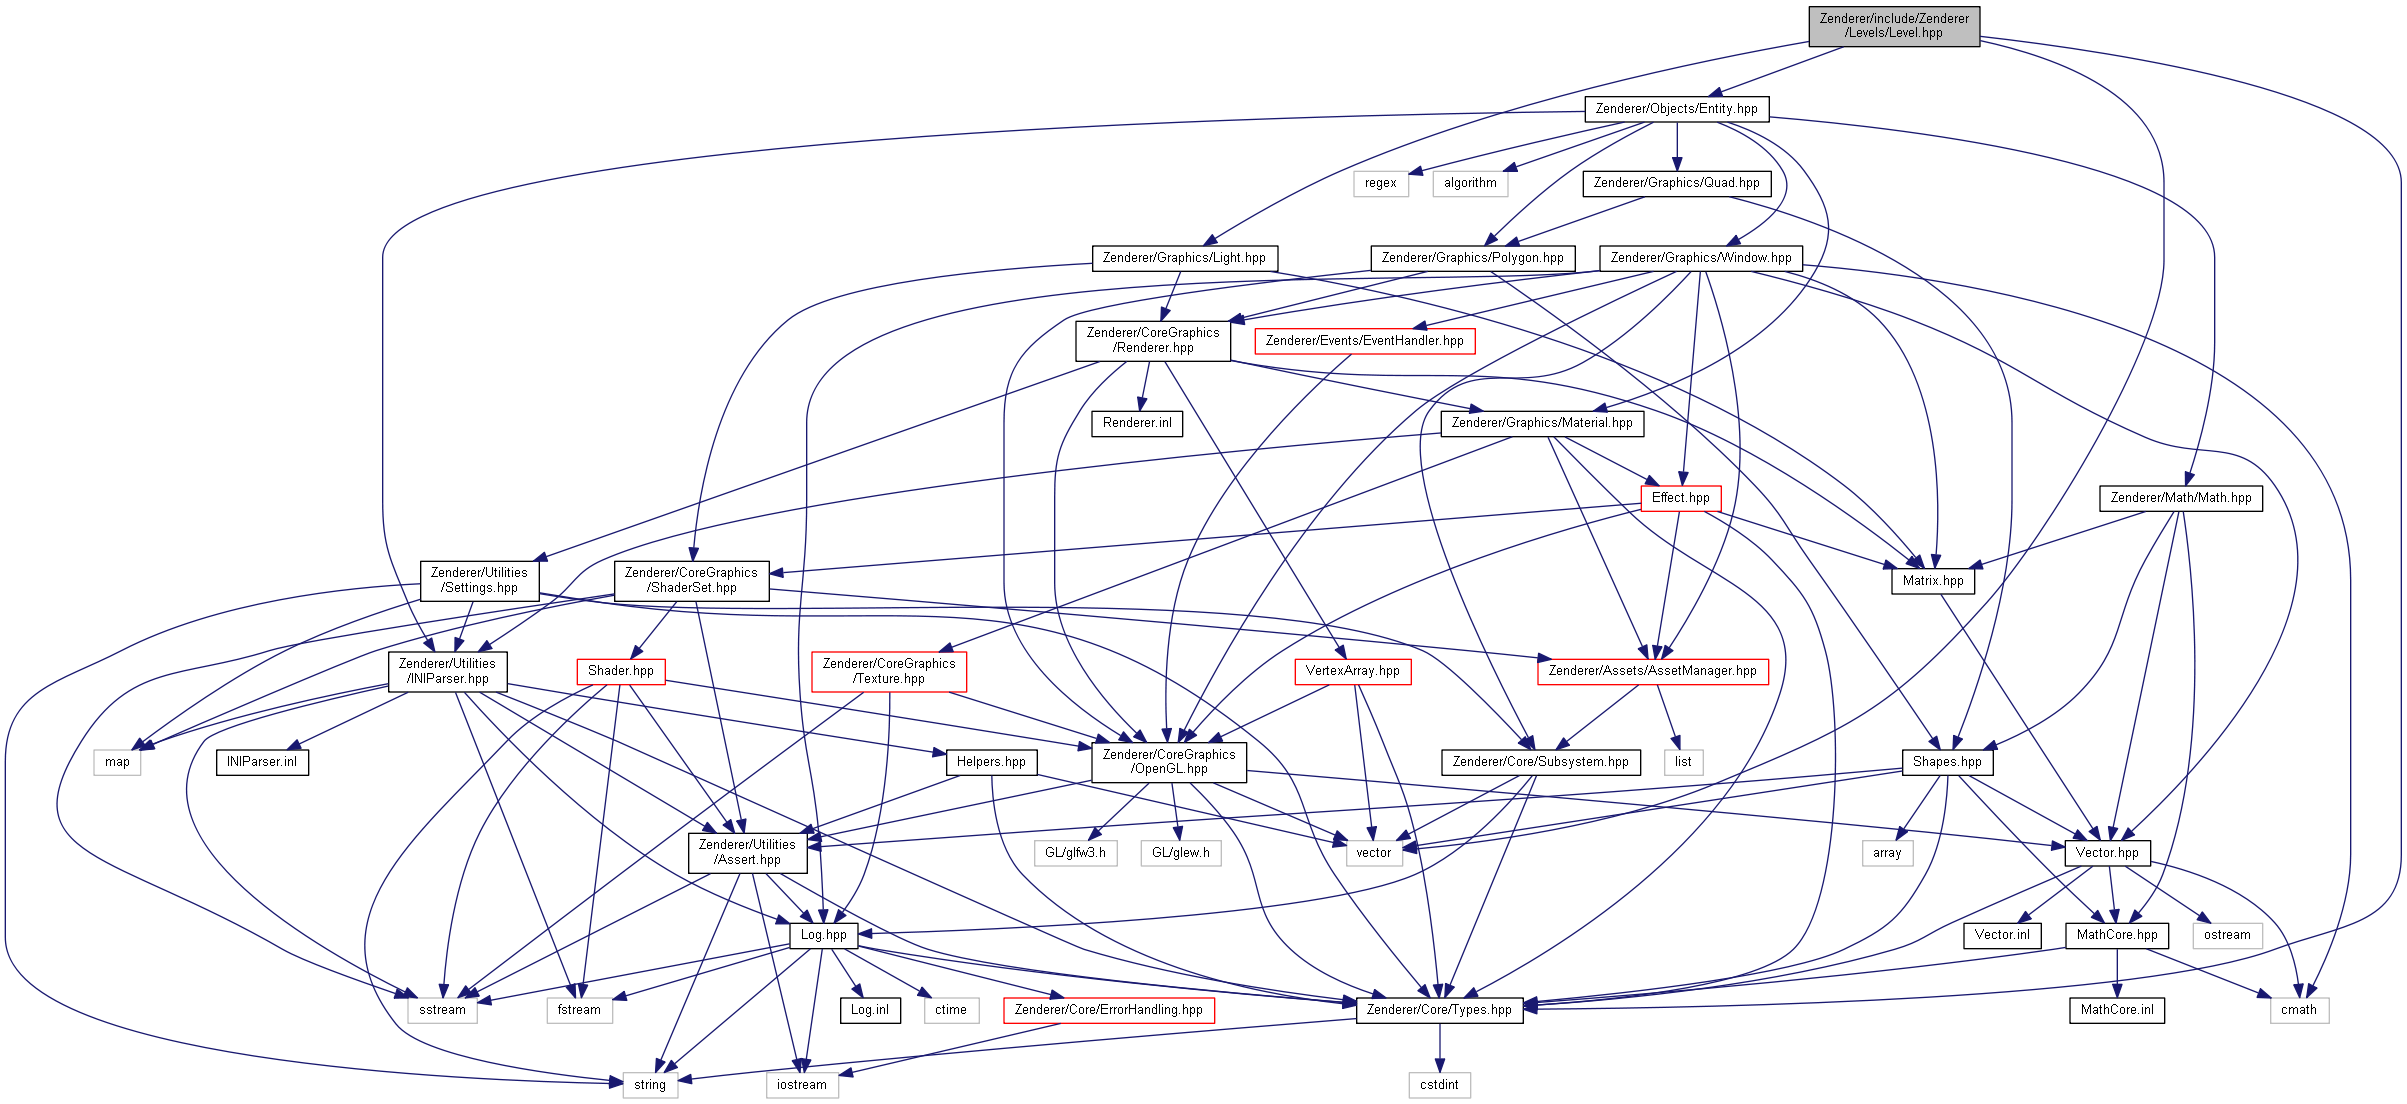 Zenderer/include/Zenderer
/Levels/Level.hpp
Zenderer/Objects/Entity.hpp
regex
algorithm
Zenderer/Graphics/Quad.hpp
Zenderer/Graphics/Light.hpp
Zenderer/Graphics/Polygon.hpp
Zenderer/Graphics/Window.hpp
Zenderer/CoreGraphics
/Renderer.hpp
Zenderer/Events/EventHandler.hpp
Renderer.inl
Zenderer/Graphics/Material.hpp
Effect.hpp
Zenderer/Math/Math.hpp
Zenderer/Utilities
/Settings.hpp
Zenderer/CoreGraphics
/ShaderSet.hpp
Matrix.hpp
Zenderer/Utilities
/INIParser.hpp
Shader.hpp
Zenderer/CoreGraphics
/Texture.hpp
VertexArray.hpp
Zenderer/Assets/AssetManager.hpp
map
INIParser.inl
Helpers.hpp
Zenderer/CoreGraphics
/OpenGL.hpp
Zenderer/Core/Subsystem.hpp
list
Shapes.hpp
Zenderer/Utilities
/Assert.hpp
GL/glfw3.h
GL/glew.h
vector
array
Vector.hpp
Log.hpp
Vector.inl
MathCore.hpp
ostream
sstream
fstream
Log.inl
ctime
Zenderer/Core/ErrorHandling.hpp
Zenderer/Core/Types.hpp
MathCore.inl
cmath
string
iostream
cstdint